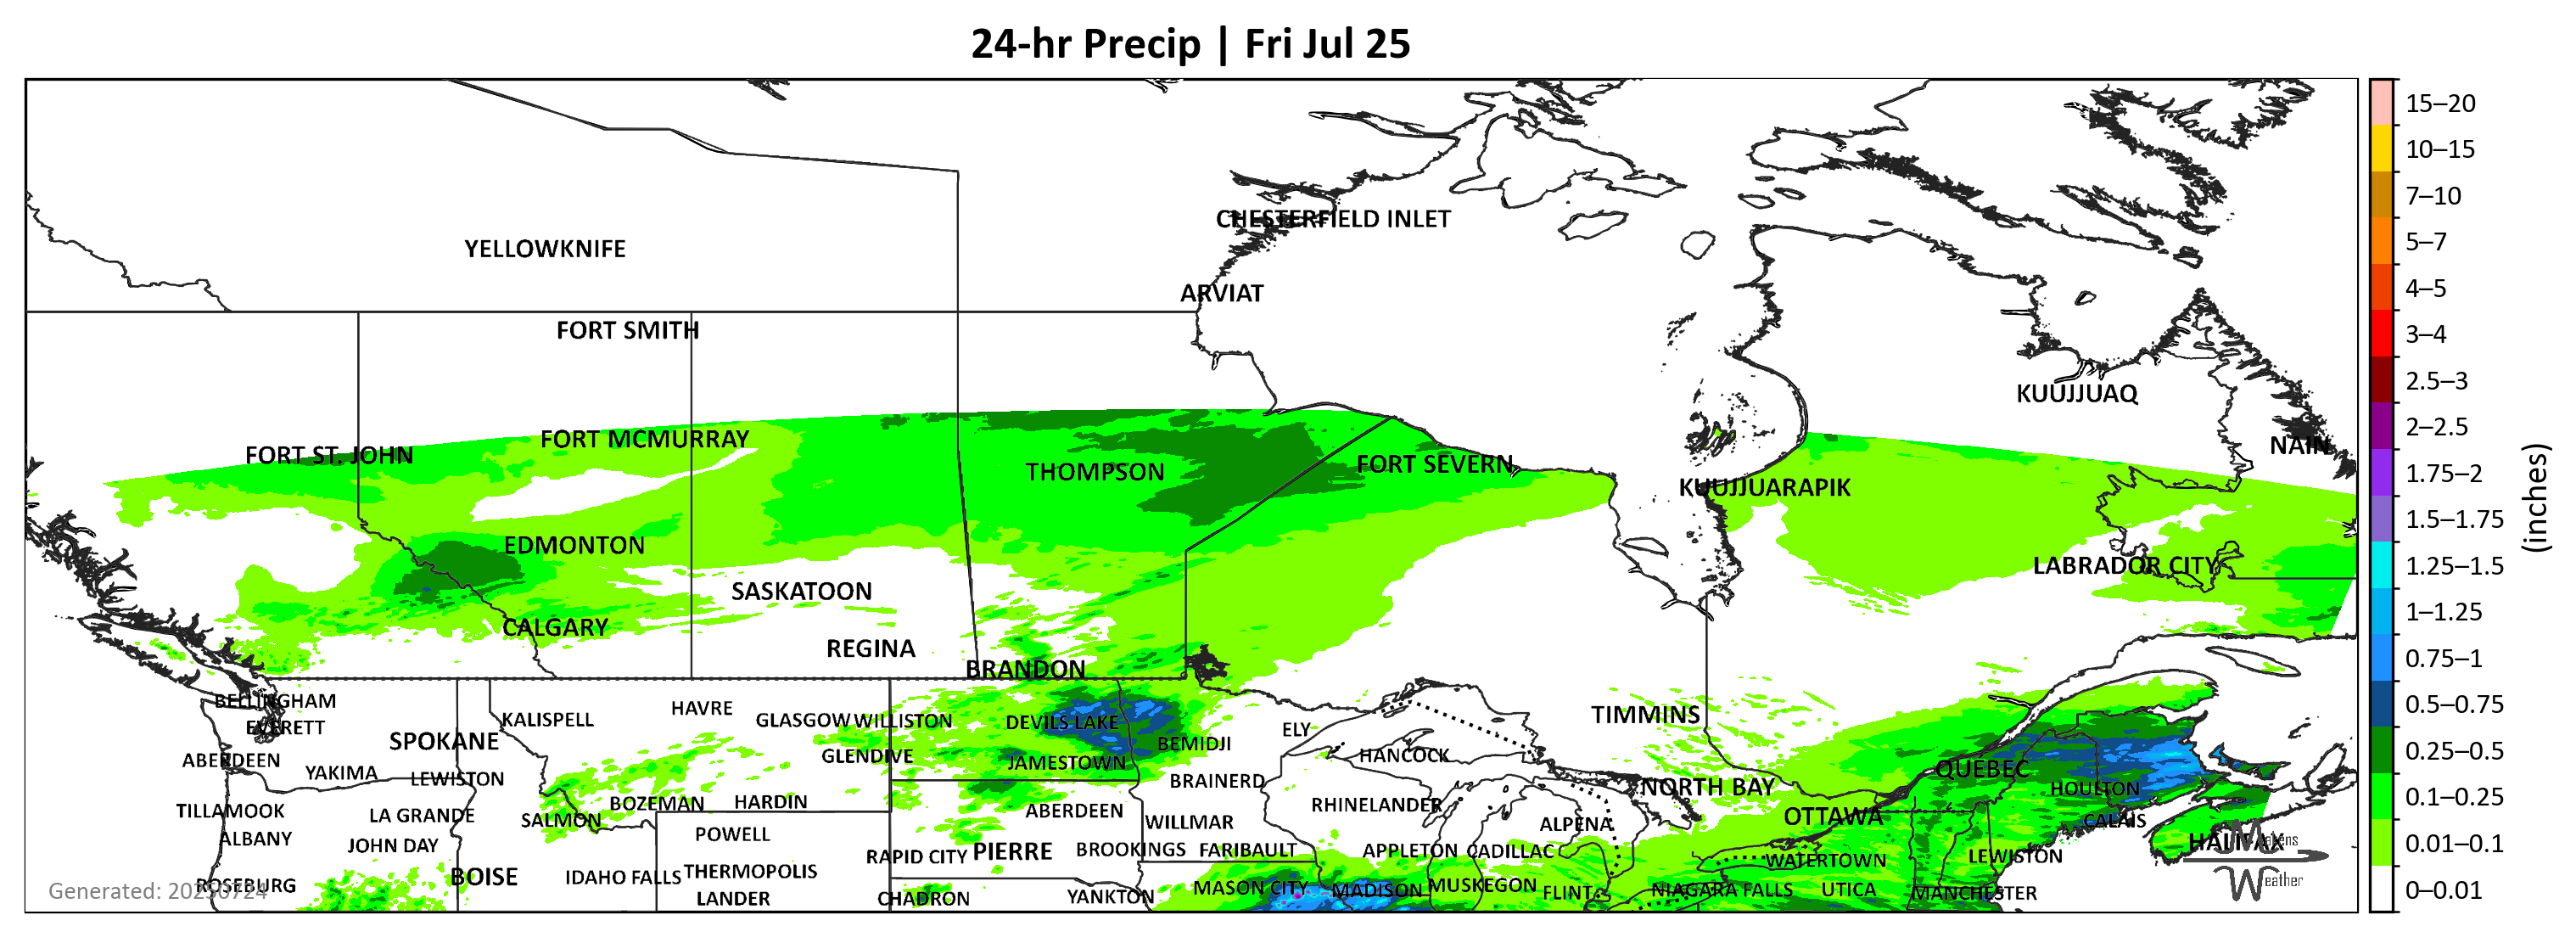 24-hr Precip | Fri Jul 25
CHESTERFIELD INLET
YELLOWKNIFE
ARVIAT
FORT SMITH
KUUJJUAQ
FORT MCMURRAY
NAIN
FORT ST. JOHN
FORT SEVERN
THOMPSON
KUUJJUARAPIK
EDMONTON
LABRADOR CITY
SASKATOON
CALGARY
REGINA
BRANDON
BELLINGHAM
HAVRE
TIMMINS
KALISPELL
GLASGOW WILLISTON
DEVILS LAKE
EVERETT
ELY
SPOKANE
BEMIDJI
GLENDIVE
HANCOCK
ABERDEEN
JAMESTOWN
QUÉBEC
YAKIMA
LEWISTON
BRAINERD
NORTH BAY
HOULTON
BOZEMAN
HARDIN
RHINELANDER
TILLAMOOK
ABERDEEN
LA GRANDE
OTTAWA
SALMON
WILLMAR
CALAIS
ALPENA
POWELL
ALBANY
HALIFAX
Matens
JOHN DAY
BROOKINGS
FARIBAULT
APPLETON
CADILLAC
PIERRE
RAPID CITY
LEWISTON
WATERTOWN
THERMOPOLIS
IDAHO FALLS
BOISE
Weather
ROSEBURG
MUSKEGON
MASON CITY
MADISON
NIAGARA FALLS
UTICA
Generated: 20250724
FLINT
MANCHESTER
YANKTON
LANDER
CHADRON
15–20
10–15
7–10
5–7
4–5
3–4
2.5–3
2–2.5
1.75–2
1.5–1.75
1.25–1.5
1–1.25
0.75–1
0.5–0.75
0.25–0.5
0.1–0.25
0.01–0.1
0–0.01
(inches)